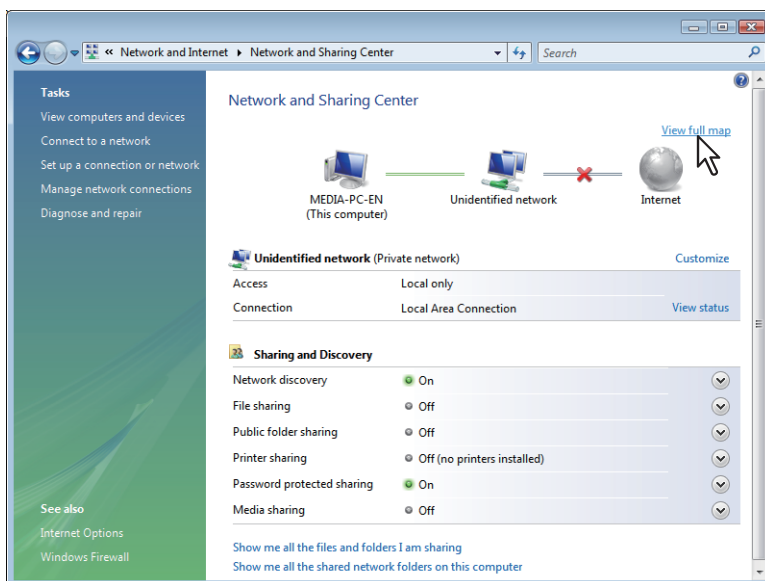 « Network and Internet ▸ Network and Sharing Center
Search
Tasks
View computers and devices
Connect to a network
Set up a connection or network
Manage network connections
Diagnose and repair
See also
Internet Options
Windows Firewall
Network and Sharing Center
View full map
MEDIA-PC-EN
(This computer)
Unidentified network
Internet
Unidentified network (Private network) Customize
Access Local only
Connection Local Area Connection View status
Sharing and Discovery
Network discovery On
File sharing Off
Public folder sharing Off
Printer sharing Off (no printers installed)
Password protected sharing On
Media sharing Off
Show me all the files and folders I am sharing
Show me all the shared network folders on this computer